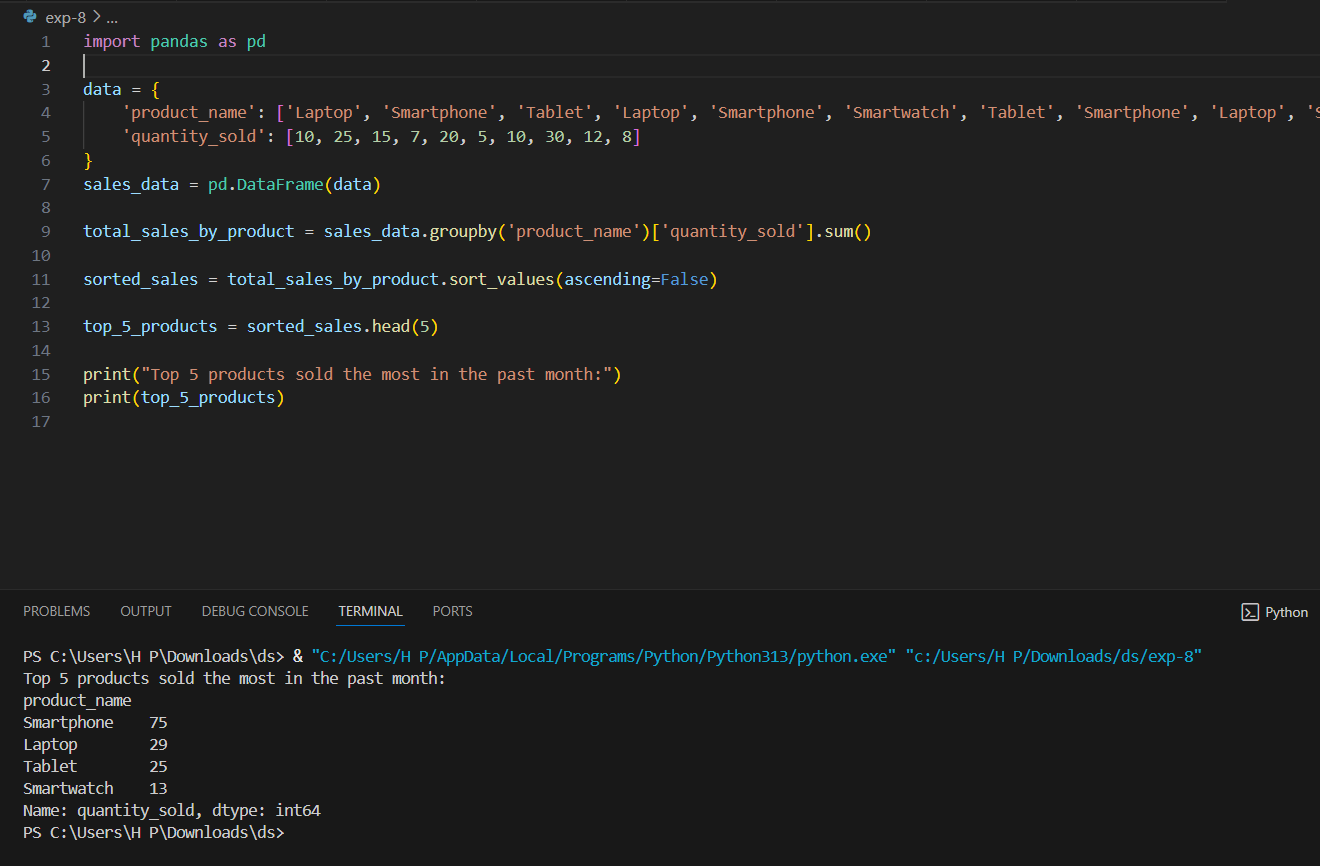 exp-8 > ...
1 import pandas as pd
2
3 data = {
4     'product_name': ['Laptop', 'Smartphone', 'Tablet', 'Laptop', 'Smartphone', 'Smartwatch', 'Tablet', 'Smartphone', 'Laptop', 'S
5     'quantity_sold': [10, 25, 15, 7, 20, 5, 10, 30, 12, 8]
6 }
7 sales_data = pd.DataFrame(data)
8
9 total_sales_by_product = sales_data.groupby('product_name')['quantity_sold'].sum()
10
11 sorted_sales = total_sales_by_product.sort_values(ascending=False)
12
13 top_5_products = sorted_sales.head(5)
14
15 print("Top 5 products sold the most in the past month:")
16 print(top_5_products)
17
PROBLEMS OUTPUT DEBUG CONSOLE TERMINAL PORTS Python
PS C:\Users\H P\Downloads\ds> & "C:/Users/H P/AppData/Local/Programs/Python/Python313/python.exe" "c:/Users/H P/Downloads/ds/exp-8"
Top 5 products sold the most in the past month:
product_name
Smartphone    75
Laptop        29
Tablet        25
Smartwatch    13
Name: quantity_sold, dtype: int64
PS C:\Users\H P\Downloads\ds>